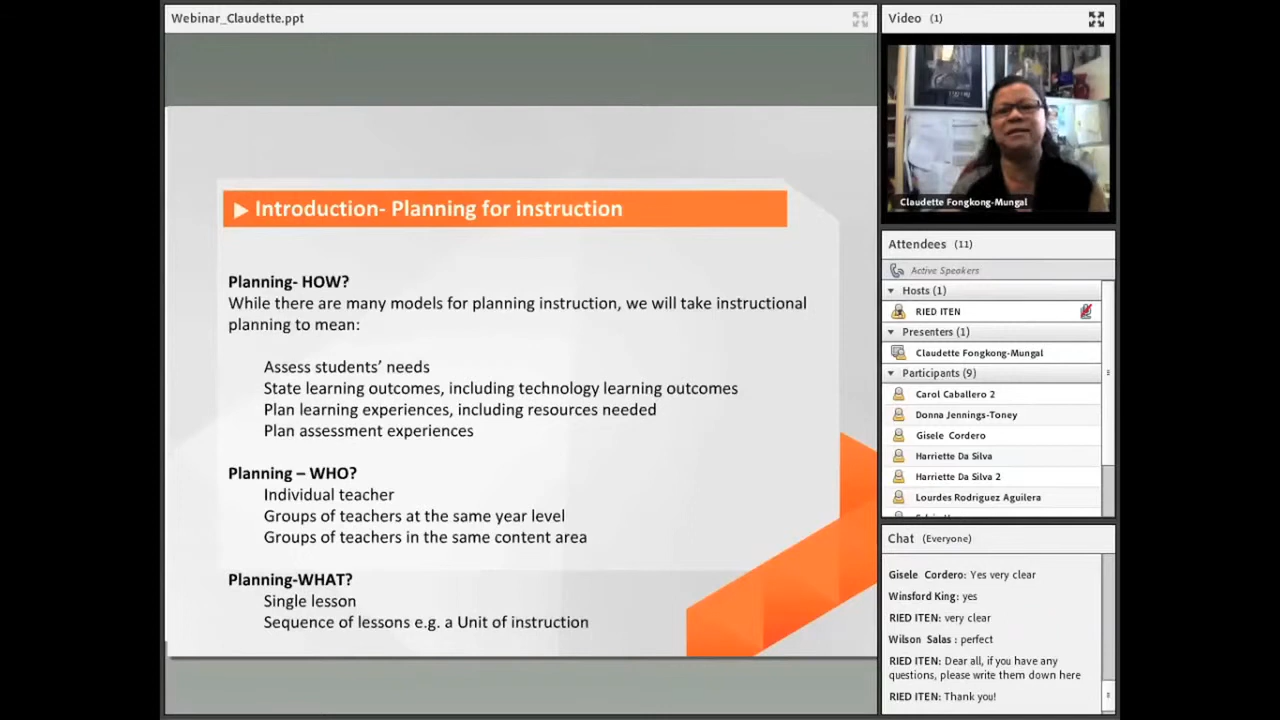 Webinar_Claudette.ppt
Introduction- Planning for instruction
Planning- HOW?
While there are many models for planning instruction, we will take instructional
planning to mean:
Assess students’ needs
State learning outcomes, including technology learning outcomes
Plan learning experiences, including resources needed
Plan assessment experiences
Planning – WHO?
Individual teacher
Groups of teachers at the same year level
Groups of teachers in the same content area
Planning-WHAT?
Single lesson
Sequence of lessons e.g. a Unit of instruction
Video (1)
Claudette Fongkong-Mungal
Attendees (11)
Active Speakers
Hosts (1)
RIED ITEN
Presenters (1)
Claudette Fongkong-Mungal
Participants (9)
Carol Caballero 2
Donna Jennings-Toney
Gisele Cordero
Harriette Da Silva
Harriette Da Silva 2
Lourdes Rodriguez Aguilera
Chat (Everyone)
Gisele Cordero: Yes very clear
Winsford King: yes
RIED ITEN: very clear
Wilson Salas : perfect
RIED ITEN: Dear all, if you have any
questions, please write them down here
RIED ITEN: Thank you!